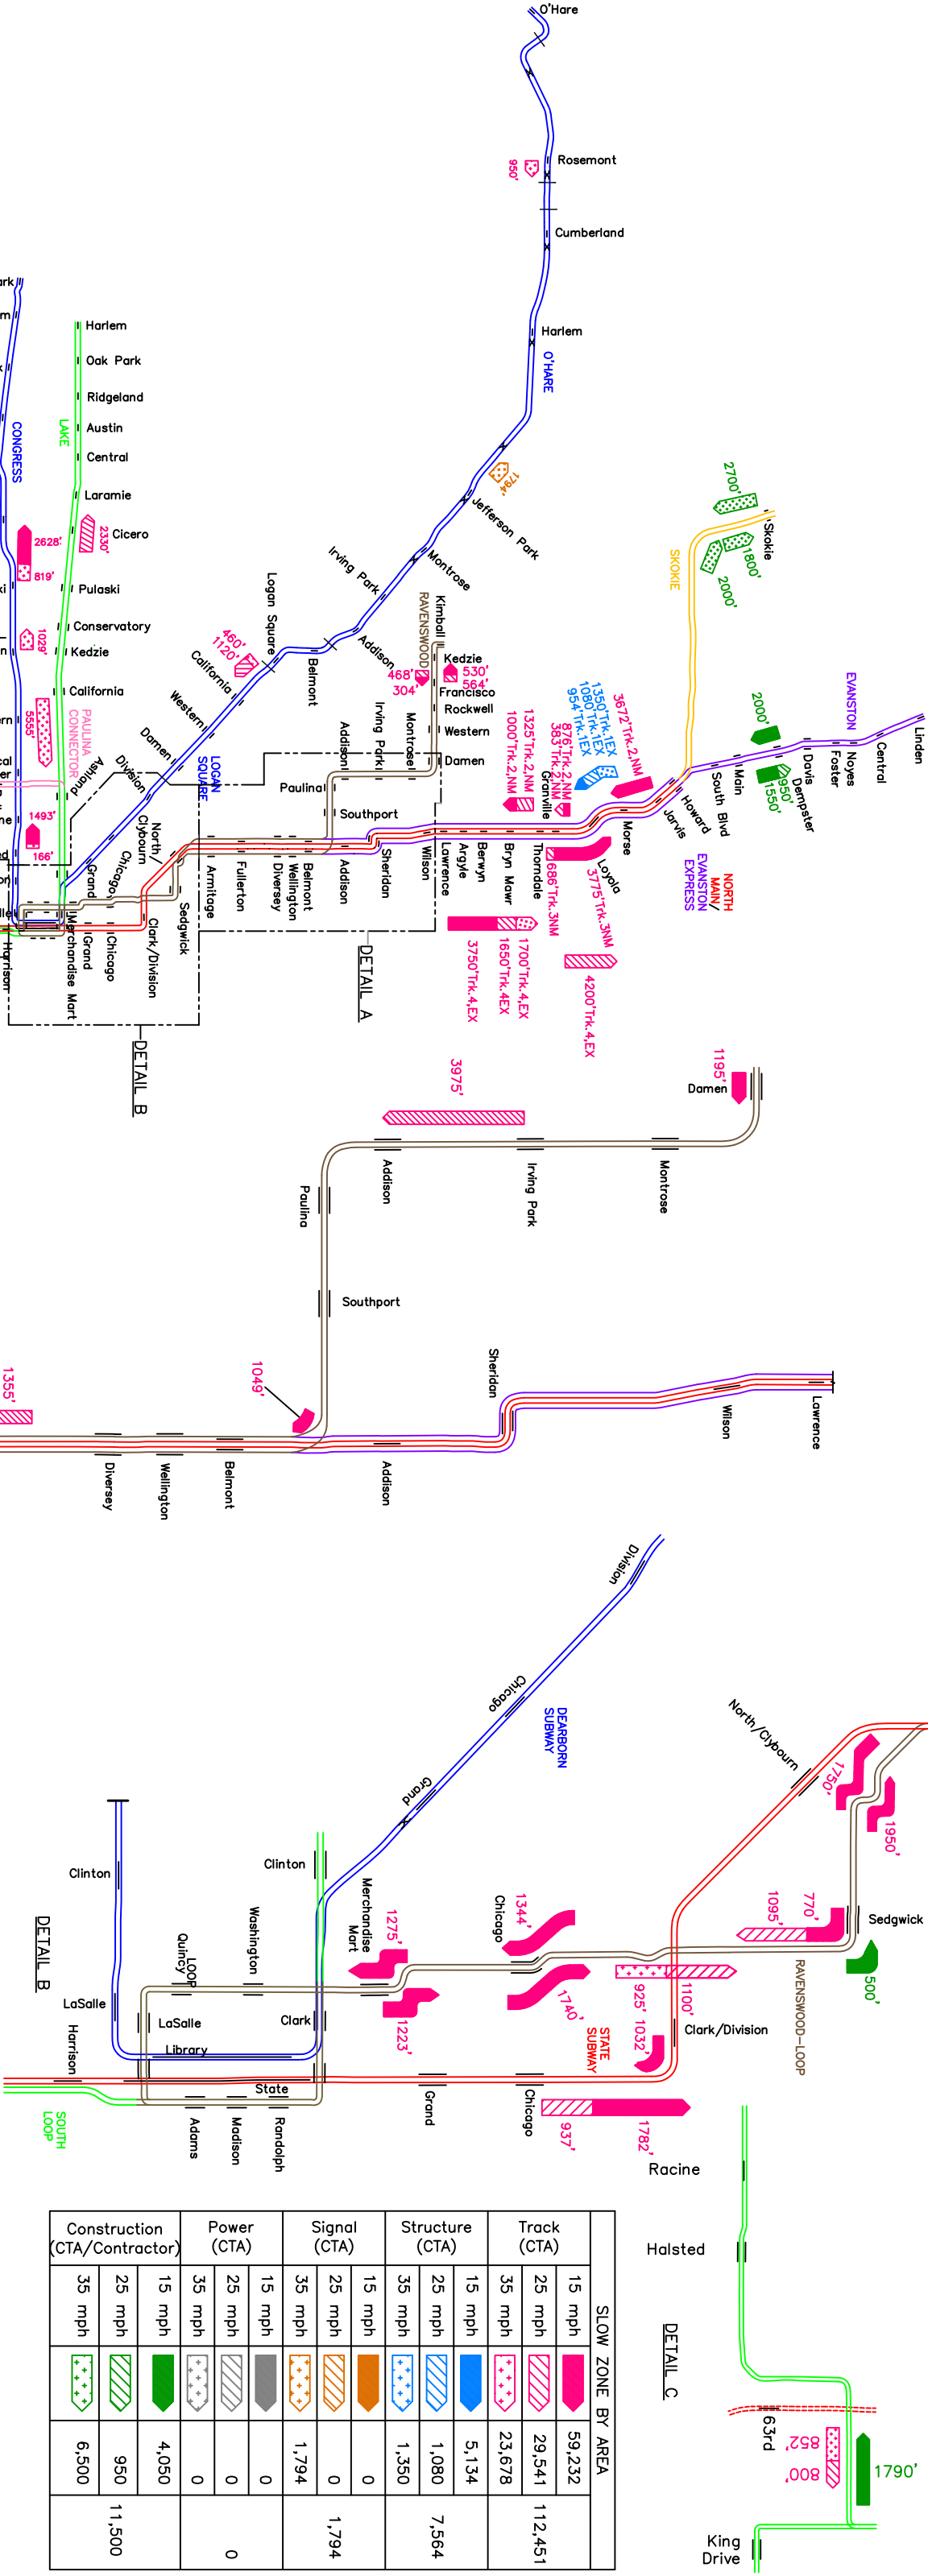 O'Hare
Rosemont
950'
Cumberland
Harlem
O'HARE
1794'
Jefferson Park
Montrose
Irving Park
Addison
Belmont
Logan Square
460'
1120'
California
Western
Damen
Division
LOGAN
SQUARE
Chicago
Grand
Harlem
Oak Park
Ridgeland
Austin
Central
Laramie
LAKE
CONGRESS
Cicero
2330'
2628'
819'
Pulaski
Conservatory
1029'
Kedzie
California
5555'
PAULINA
CONNECTOR
Ashland
1493'
166'
Kimball
RAVENSWOOD
Kedzie
468'
304'
530'
564'
Francisco
Rockwell
Western
Damen
Montrose
Irving Park
Addison
Paulina
Southport
2700'
Skokie
1800'
2000'
SKOKIE
EVANSTON
Linden
Central
Noyes
Foster
Davis
Dempster
2000'
950'
1550'
Main
South Blvd
Howard
Jarvis
NORTH
MAIN/
EVANSTON
EXPRESS
3672'Trk.2,NM
1350'Trk.1EX
1080'Trk.1EX
954'Trk.1EX
876'Trk.2,NM
383'Trk.2,NM
1325'Trk.2,NM
1000'Trk.2,NM
Morse
Loyola
Granville
Thorndale
Bryn Mawr
Berwyn
Argyle
Lawrence
Wilson
Sheridan
Addison
Belmont
Wellington
Diversey
Fullerton
Armitage
North/
Clybourn
Sedgwick
Clark/Division
Chicago
Grand
Merchandise Mart
Harrison
686'Trk.3NM
3775'Trk.3NM
1700'Trk.4,EX
1650'Trk.4EX
3750'Trk.4,EX
4200'Trk.4,EX
DETAIL A
DETAIL B
1195'
Damen
3975'
Montrose
Irving Park
Addison
Paulina
Southport
1049'
1355'
Sheridan
Lawrence
Wilson
Addison
Belmont
Wellington
Diversey
Division
Chicago
Grand
DEARBORN
SUBWAY
North/Clybourn
1750'
1950'
Sedgwick
770'
1095'
500'
RAVENSWOOD-LOOP
Clinton
Clinton
Merchandise
Mart
Chicago
1344'
1275'
1740'
1223'
925'
1100'
1032'
STATE
SUBWAY
Clark/Division
Washington
LOOP
Quincy
LaSalle
LaSalle
Clark
Library
State
Harrison
SOUTH
LOOP
Adams
Madison
Randolph
Grand
Chicago
937'
1782'
DETAIL B
Racine
Halsted
DETAIL C
63rd
852'
800'
1790'
King
Drive
SLOW ZONE BY AREA
Track
(CTA)
15 mph 59,232
25 mph 29,541
35 mph 23,678
112,451
Structure
(CTA)
15 mph 5,134
25 mph 1,080
35 mph 1,350
7,564
Signal
(CTA)
15 mph 0
25 mph 0
35 mph 1,794
1,794
Power
(CTA)
15 mph 0
25 mph 0
35 mph 0
0
Construction
(CTA/Contractor)
15 mph 4,050
25 mph 950
35 mph 6,500
11,500